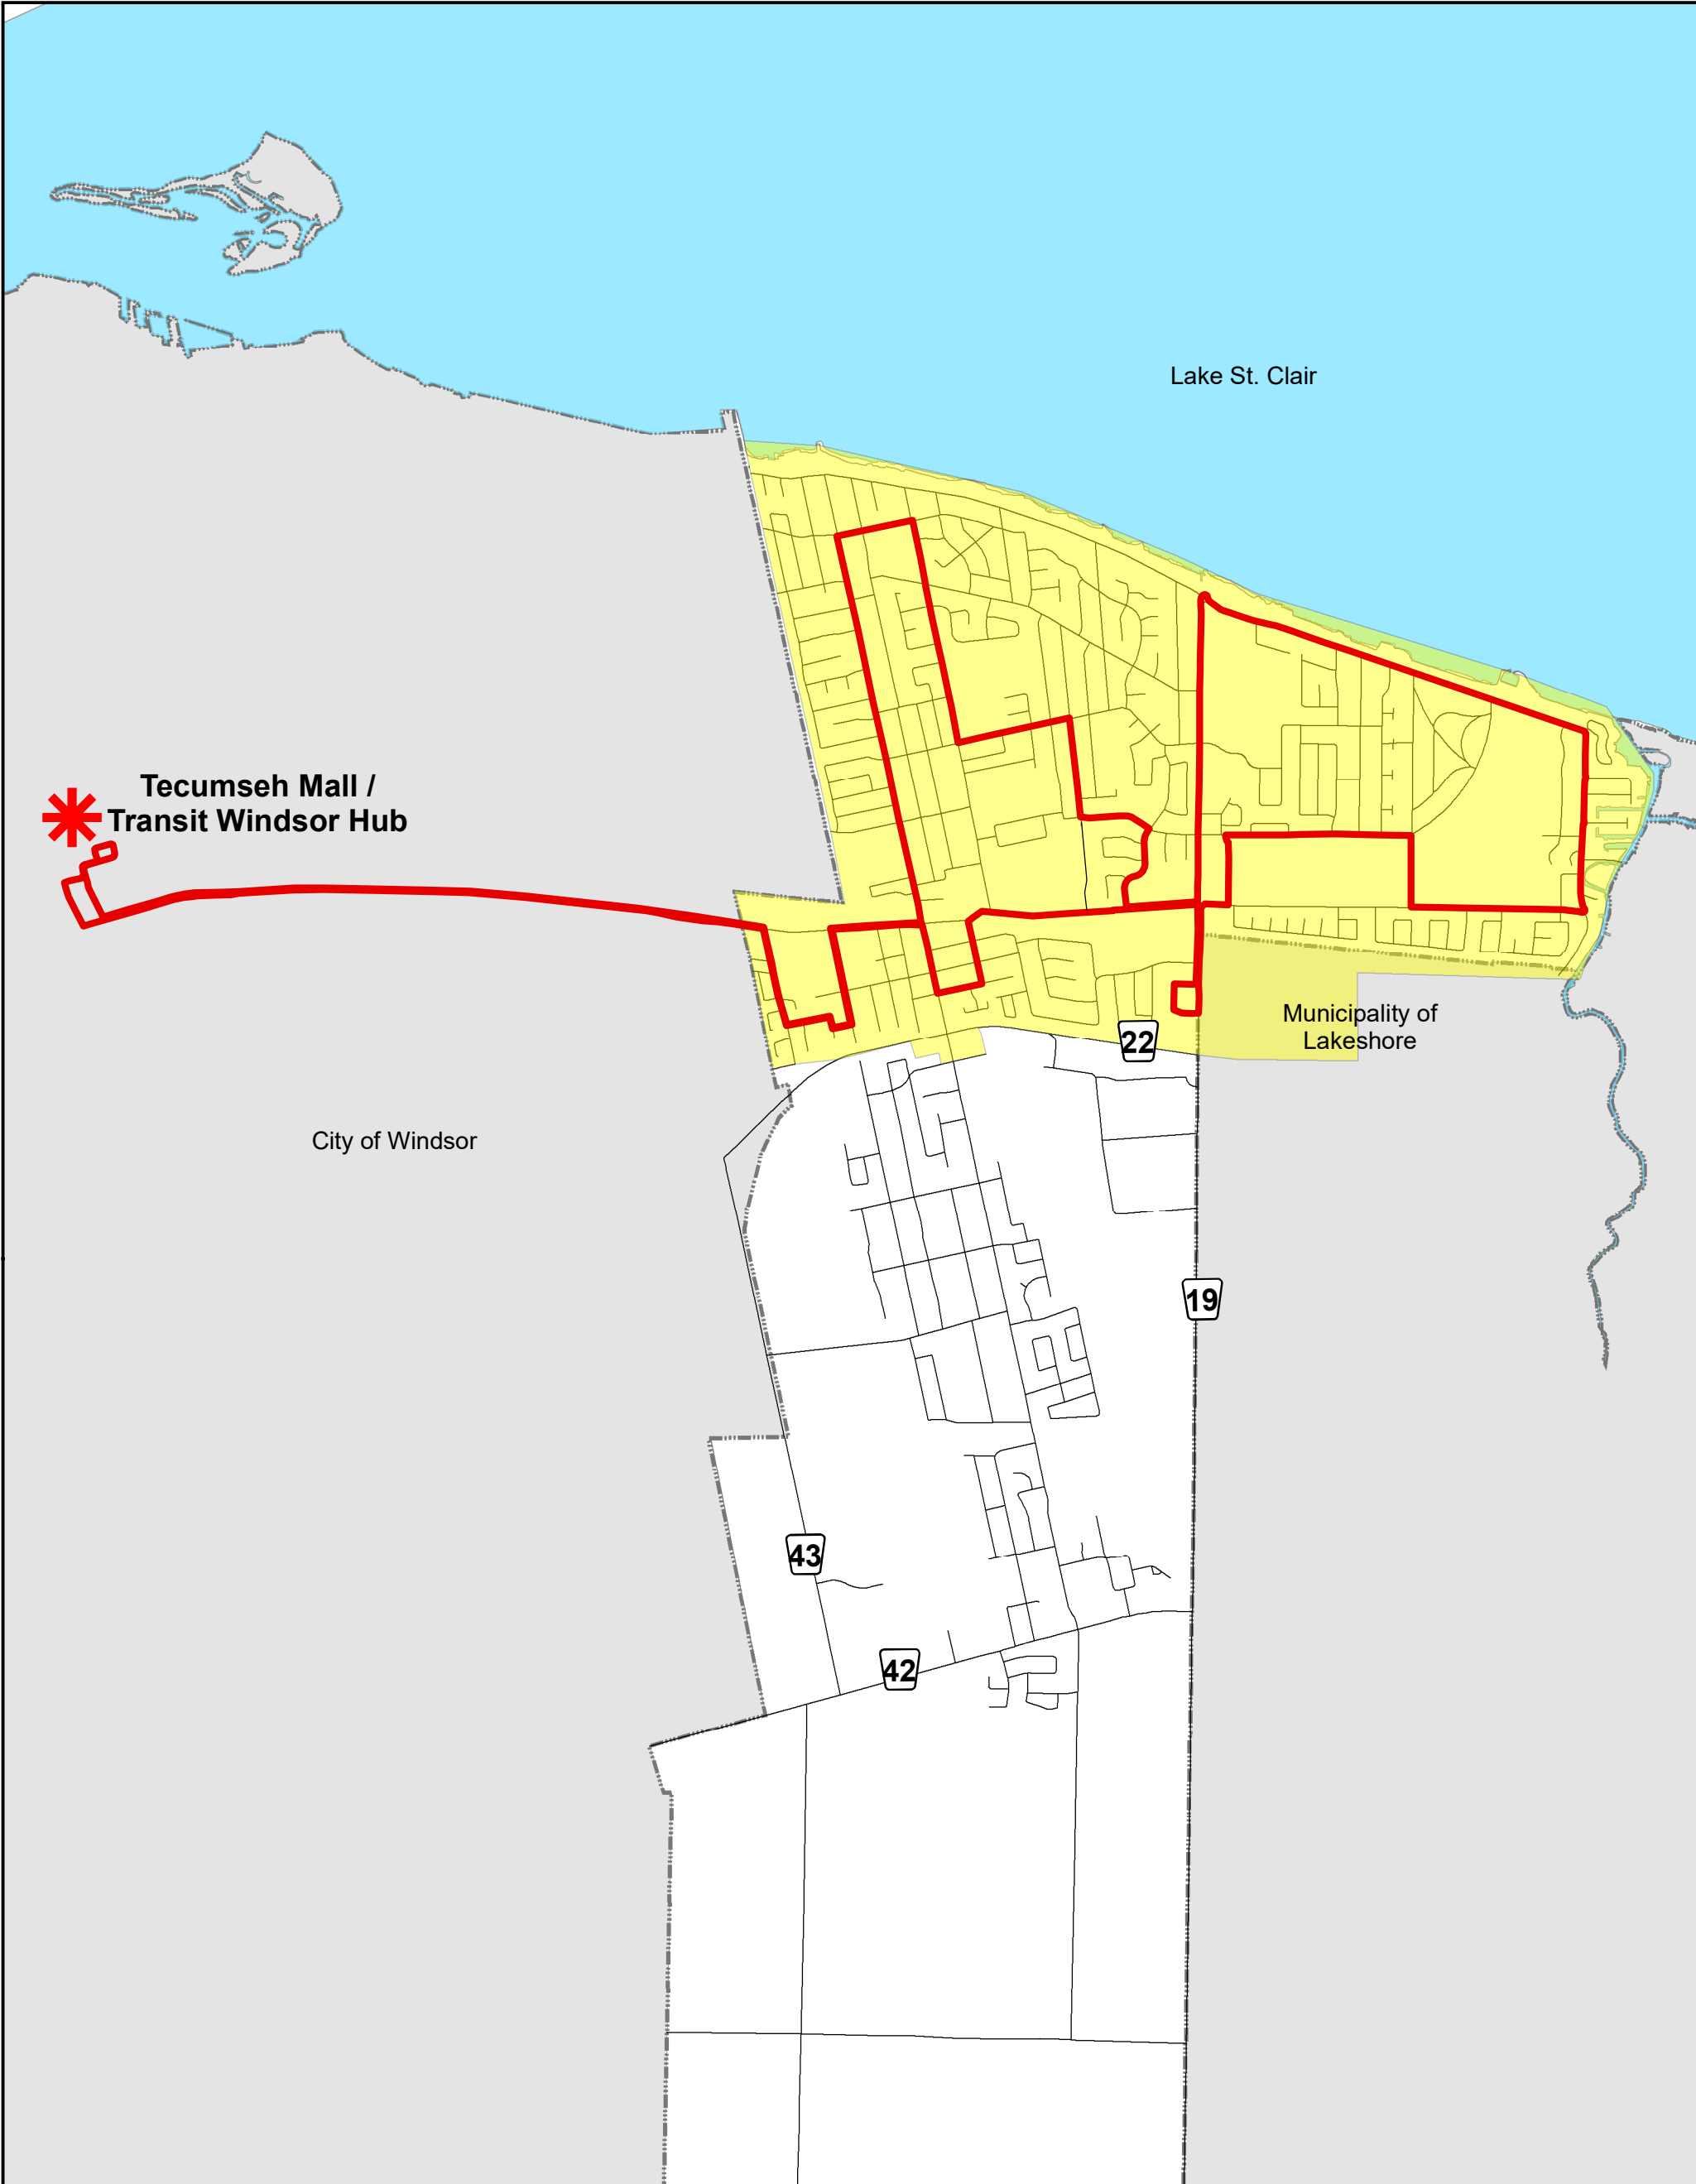 Lake St. Clair
Tecumseh Mall /
Transit Windsor Hub
Municipality of
Lakeshore
22
City of Windsor
19
43
42